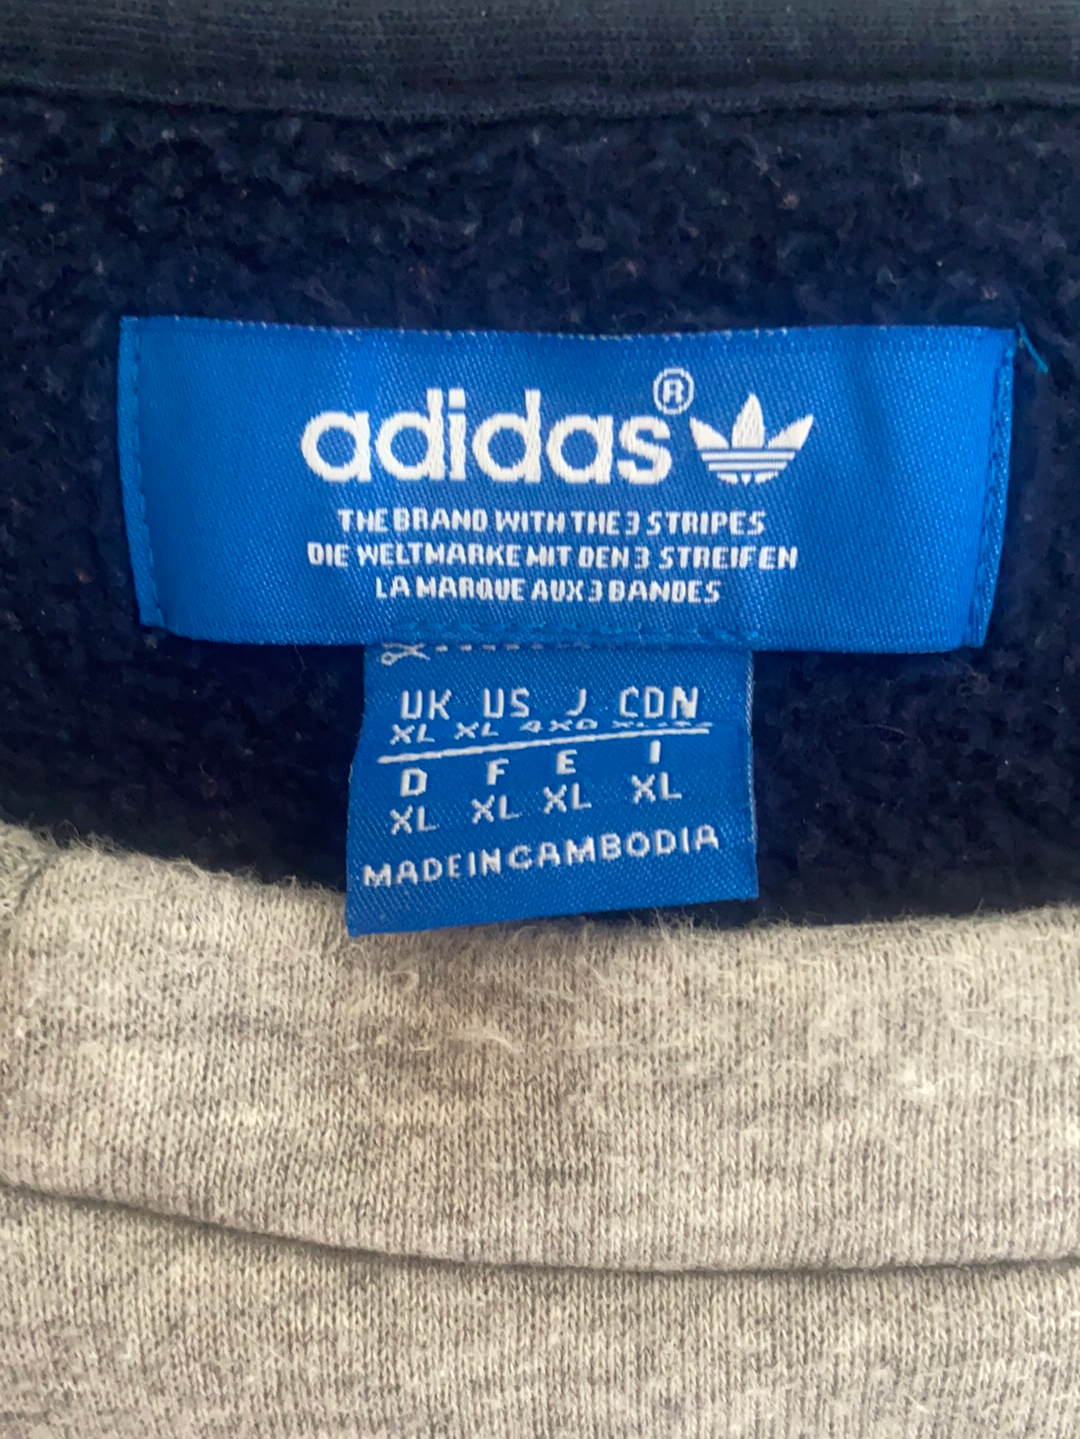 adidas®
THE BRAND WITH THE 3 STRIPES
DIE WELTMARKE MIT DEN 3 STREIFEN
LA MARQUE AUX 3 BANDES
UK US J CDN
XL XL 4XO
D F E I
XL XL XL XL
MADE IN CAMBODIA